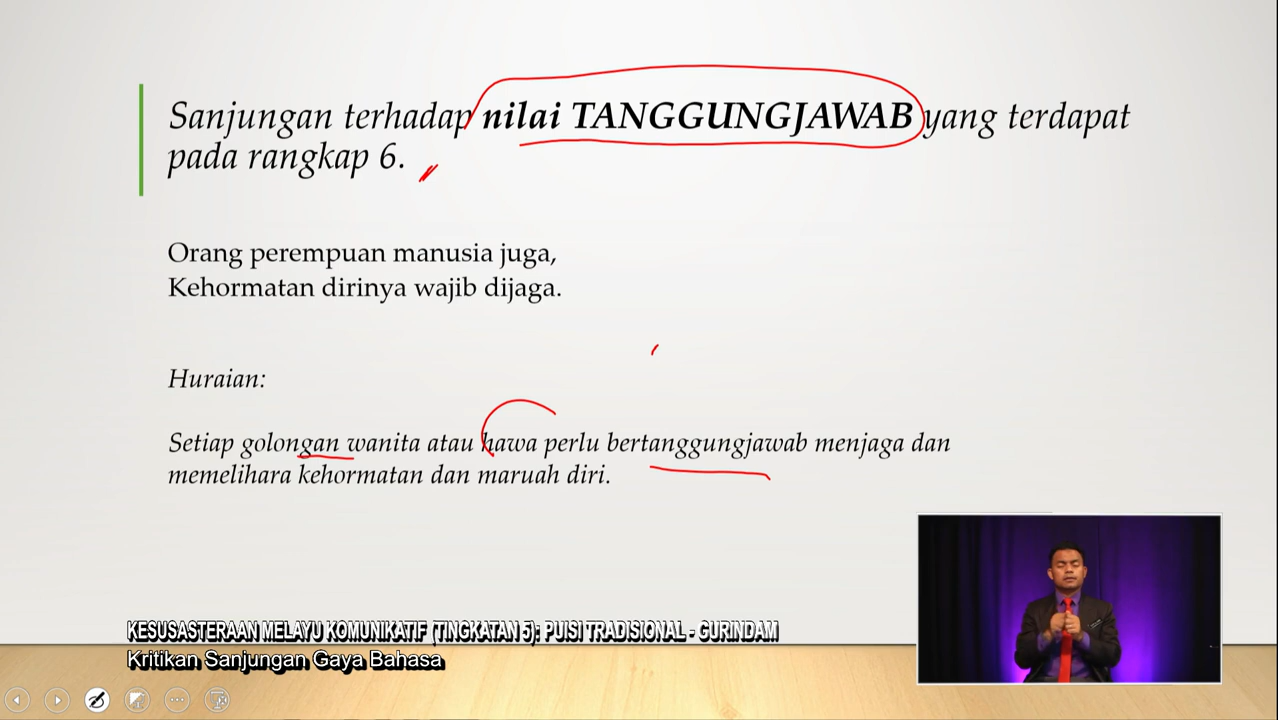 Sanjungan terhadap nilai TANGGUNGJAWAB yang terdapat
pada rangkap 6.
Orang perempuan manusia juga,
Kehormatan dirinya wajib dijaga.
Huraian:
Setiap golongan wanita atau hawa perlu bertanggungjawab menjaga dan
memelihara kehormatan dan maruah diri.
KESUSASTERAAN MELAYU KOMUNIKATIF (TINGKATAN 5): PUISI TRADISIONAL - GURINDAM
Kritikan Sanjungan Gaya Bahasa